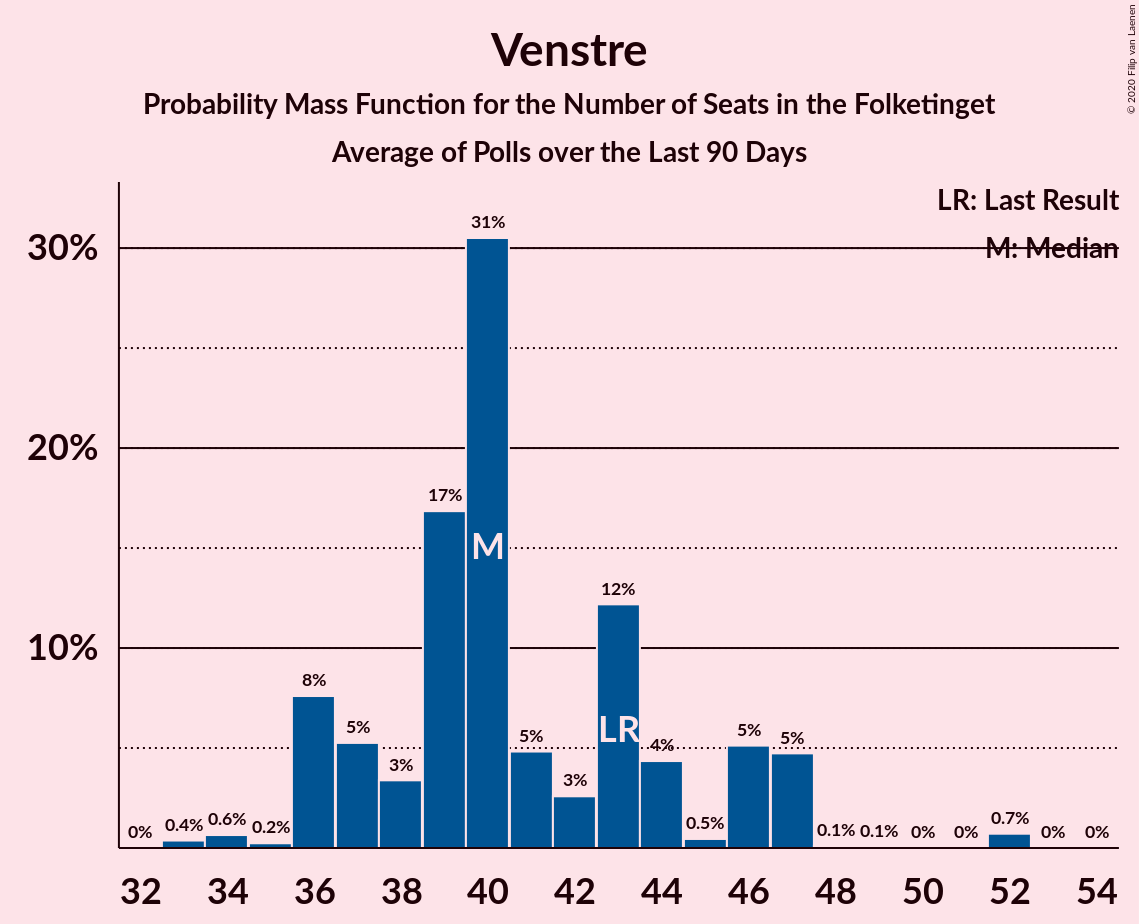 Venstre
Probability Mass Function for the Number of Seats in the Folketinget
Average of Polls over the Last 90 Days
© 2020 Filip van Laenen
LR: Last Result
M: Median
30%
20%
10%
0%
0.4%
0.6%
0.2%
8%
5%
3%
17%
31%
5%
3%
12%
4%
0.5%
5%
5%
0.1%
0.1%
0%
0%
0.7%
0%
0%
M
LR
32 34 36 38 40 42 44 46 48 50 52 54